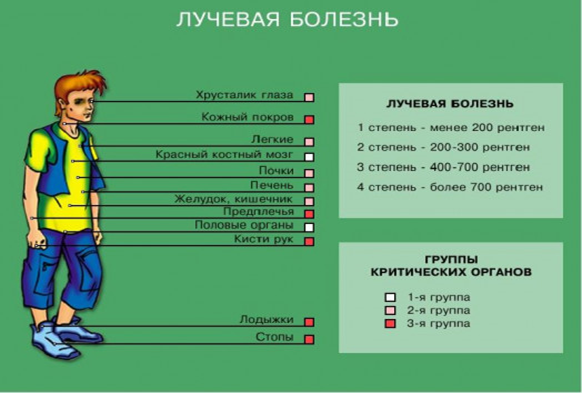 ЛУЧЕВАЯ БОЛЕЗНЬ
Хрусталик глаза
Кожный покров
Легкие
Красный костный мозг
Почки
Печень
Желудок, кишечник
Предплечья
Половые органы
Кисти рук
Лодыжки
Стопы
ЛУЧЕВАЯ БОЛЕЗНЬ
1 степень - менее 200 рентген
2 степень - 200-300 рентген
3 степень - 400-700 рентген
4 степень - более 700 рентген
ГРУППЫ
КРИТИЧЕСКИХ ОРГАНОВ
1-я группа
2-я группа
3-я группа